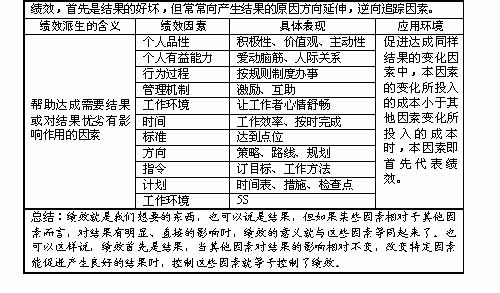 绩效，首先是结果的好坏，但常常向产生结果的原因方向延伸，逆向追踪因素。
绩效派生的含义 绩效因素 具体表现 应用环境
帮助达成需要结果
或对结果优劣有影
响作用的因素
个人品性 积极性、价值观、主动性
个人有益能力 爱动脑筋、人际关系
行为过程 按规则制度办事
管理机制 激励、互助
工作环境 让工作者心情舒畅
时间 工作效率、按时完成
标准 达到点位
方向 策略、路线、规划
指令 订目标、工作方法
计划 时间表、措施、检查点
工作环境 5S
促进达成同样
结果的变化因
素中，本因素
的变化所投入
的成本小于其
他因素变化所
投入的成本
时，本因素即
首先代表绩
效。
总结：绩效就是我们想要的东西，也可以说是结果，但如果某些因素相对于其他因
素而言，对结果有明显、直接的影响时，绩效的意义就与这些因素等同起来了。也
可以这样说，绩效首先是结果，当其他因素对结果的影响相对不变，改变特定因素
能促进产生良好的结果时，控制这些因素就等于控制了绩效。